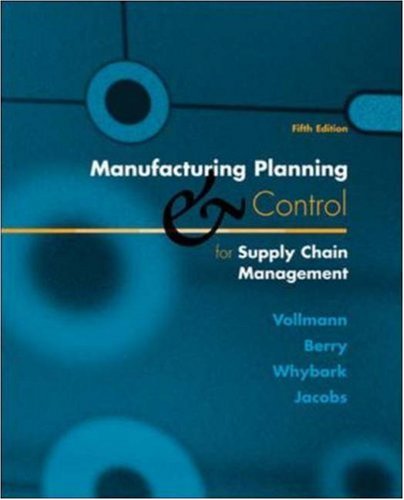 Fifth Edition
Manufacturing Planning
& Control
for Supply Chain
Management
Vollmann
Berry
Whybark
Jacobs